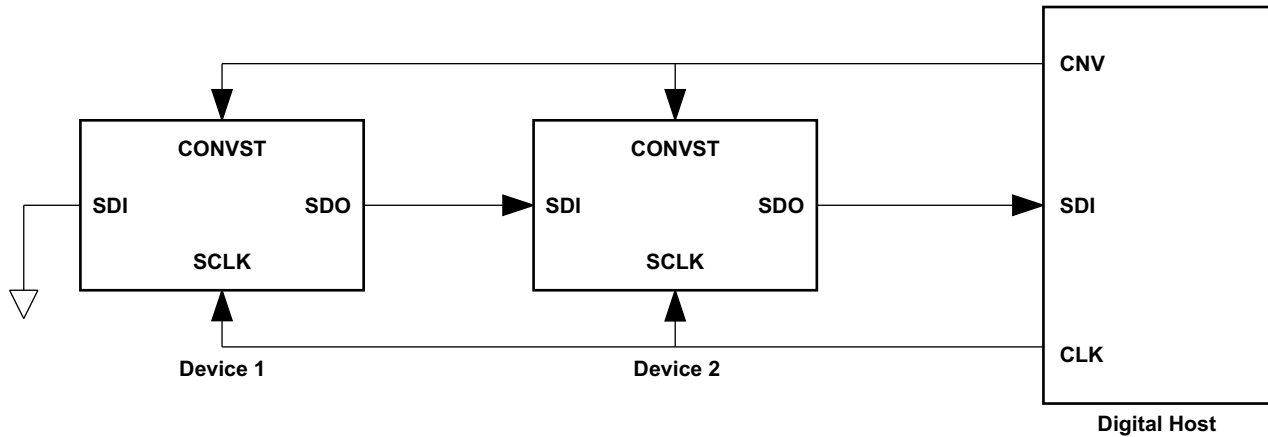 CNV
CONVST
CONVST
SDI
SDO
SDI
SDO
SDI
SCLK
SCLK
CLK
Device 1
Device 2
Digital Host